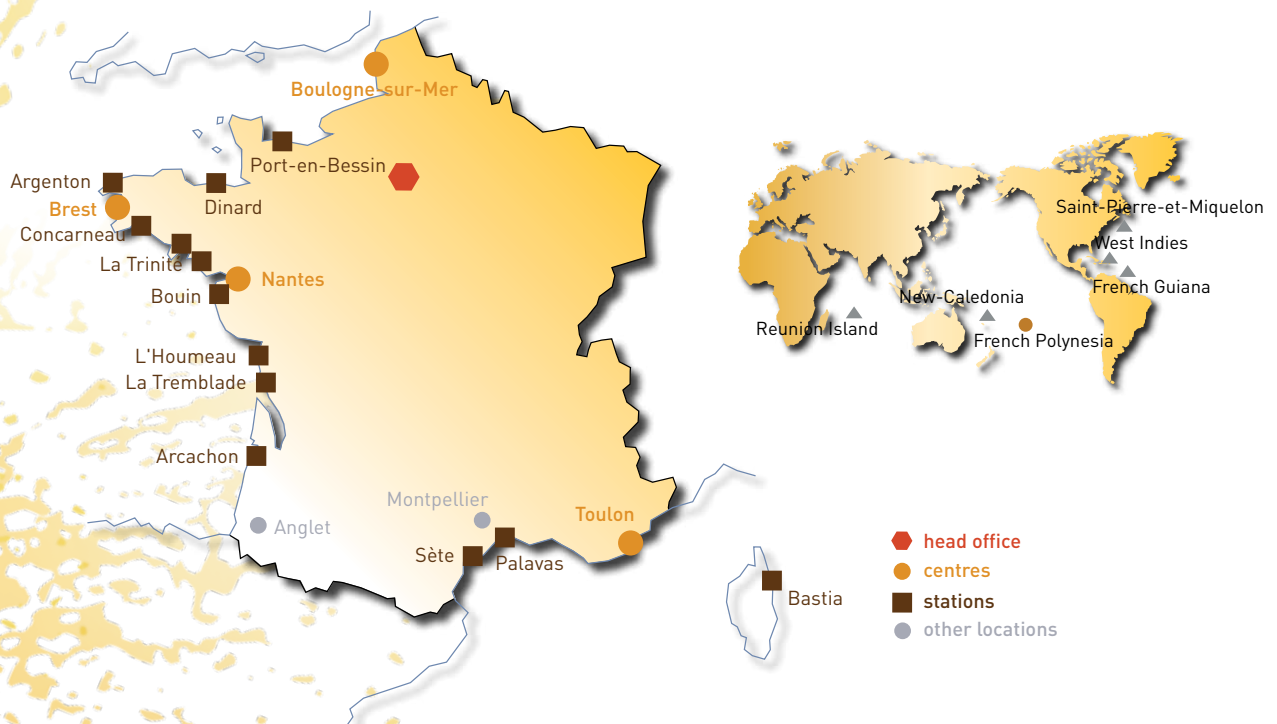 Boulogne-sur-Mer
Port-en-Bessin
Argenton
Brest
Dinard
Concarneau
La Trinité
Nantes
Bouin
L'Houmeau
La Tremblade
Arcachon
Montpellier
Anglet
Toulon
Sète
Palavas
Bastia
Saint-Pierre-et-Miquelon
West Indies
French Guiana
New-Caledonia
Reunion Island
French Polynesia
head office
centres
stations
other locations